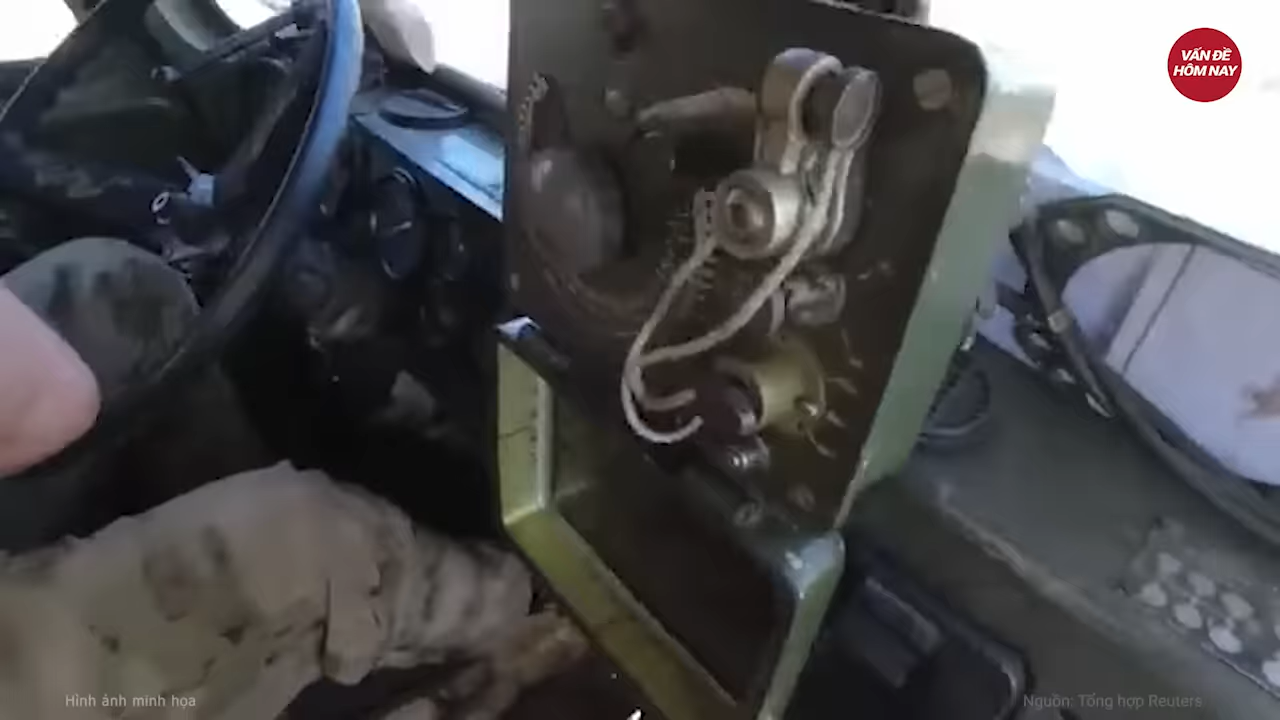 VẤN ĐỀ
HÔM NAY
Hình ảnh minh họa
Nguồn: Tổng hợp Reuters